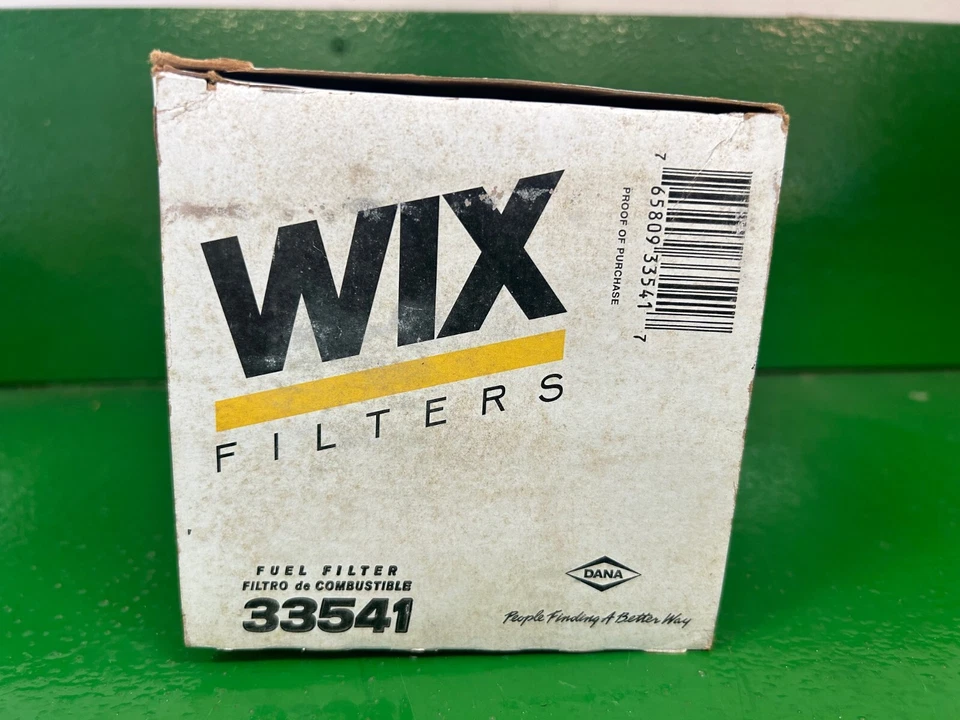 WIX
FILTERS
PROOF OF PURCHASE
7 65809 33541 7
FUEL FILTER
FILTRO de COMBUSTIBLE
33541
DANA
People Finding A Better Way